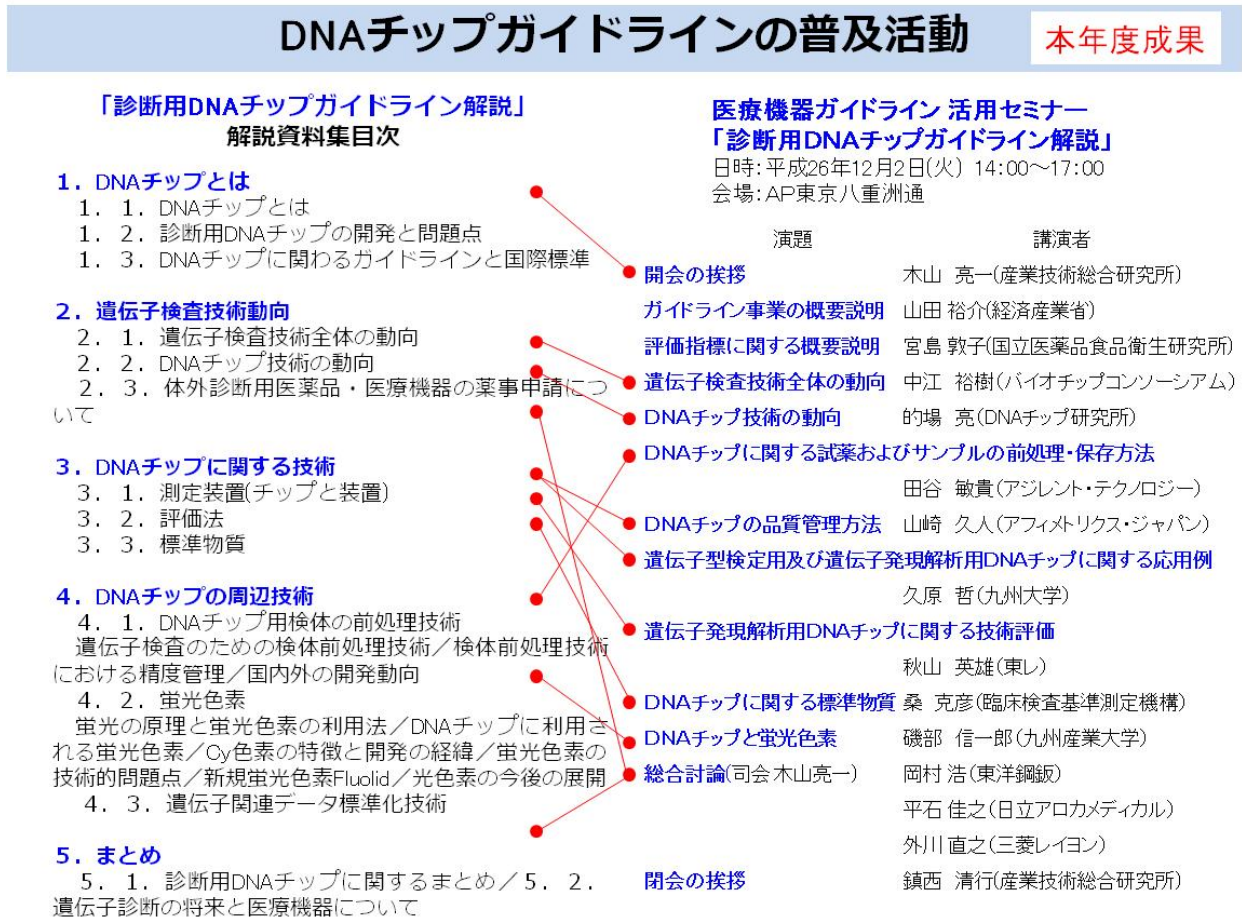 DNAチップガイドラインの普及活動
本年度成果
「診断用DNAチップガイドライン解説」
解説資料集目次
1. DNAチップとは
1. 1. DNAチップとは
1. 2. 診断用DNAチップの開発と問題点
1. 3. DNAチップに関わるガイドラインと国際標準
2. 遺伝子検査技術動向
2. 1. 遺伝子検査技術全体の動向
2. 2. DNAチップ技術の動向
2. 3. 体外診断用医薬品・医療機器の薬事申請につ
いて
3. DNAチップに関する技術
3. 1. 測定装置(チップと装置)
3. 2. 評価法
3. 3. 標準物質
4. DNAチップの周辺技術
4. 1. DNAチップ用検体の前処理技術
遺伝子検査のための検体前処理技術/検体前処理技術
における精度管理/国内外の開発動向
4. 2. 蛍光色素
蛍光の原理と蛍光色素の利用法/DNAチップに利用さ
れる蛍光色素/Cy色素の特徴と開発の経緯/蛍光色素の
技術的問題点/新規蛍光色素Fluolid/光色素の今後の展開
4. 3. 遺伝子関連データ標準化技術
5. まとめ
5. 1. 診断用DNAチップに関するまとめ/5. 2.
遺伝子診断の将来と医療機器について
医療機器ガイドライン 活用セミナー
「診断用DNAチップガイドライン解説」
日時:平成26年12月2日(火) 14:00~17:00
会場:AP東京八重洲通
演題 講演者
開会の挨拶 木山 亮一(産業技術総合研究所)
ガイドライン事業の概要説明 山田 裕介(経済産業省)
評価指標に関する概要説明 宮島 敦子(国立医薬品食品衛生研究所)
遺伝子検査技術全体の動向 中江 裕樹(バイオチップコンソーシアム)
DNAチップ技術の動向 的場 亮(DNAチップ研究所)
DNAチップに関する試薬およびサンプルの前処理・保存方法
田谷 敏貴(アジレント・テクノロジー)
DNAチップの品質管理方法 山崎 久人(アフィメトリクス・ジャパン)
遺伝子型検定用及び遺伝子発現解析用DNAチップに関する応用例
久原 哲(九州大学)
遺伝子発現解析用DNAチップに関する技術評価
秋山 英雄(東レ)
DNAチップに関する標準物質 桑 克彦(臨床検査基準測定機構)
DNAチップと蛍光色素 磯部 信一郎(九州産業大学)
総合討論(司会 木山亮一) 岡村 浩(東洋鋼鈑)
平石 佳之(日立アロカメディカル)
外川 直之(三菱レイヨン)
閉会の挨拶 鎮西 清行(産業技術総合研究所)